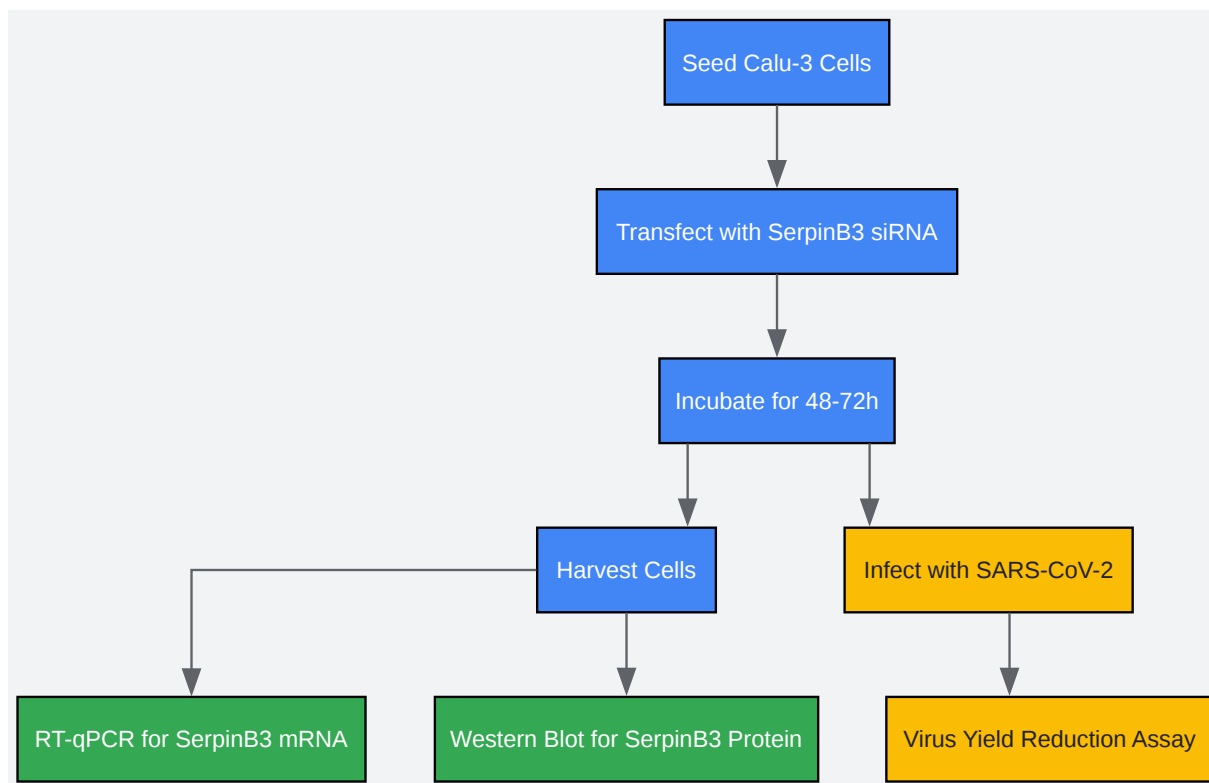 Seed Calu-3 Cells
Transfect with SerpinB3 siRNA
Incubate for 48-72h
Harvest Cells
Infect with SARS-CoV-2
RT-qPCR for SerpinB3 mRNA
Western Blot for SerpinB3 Protein
Virus Yield Reduction Assay